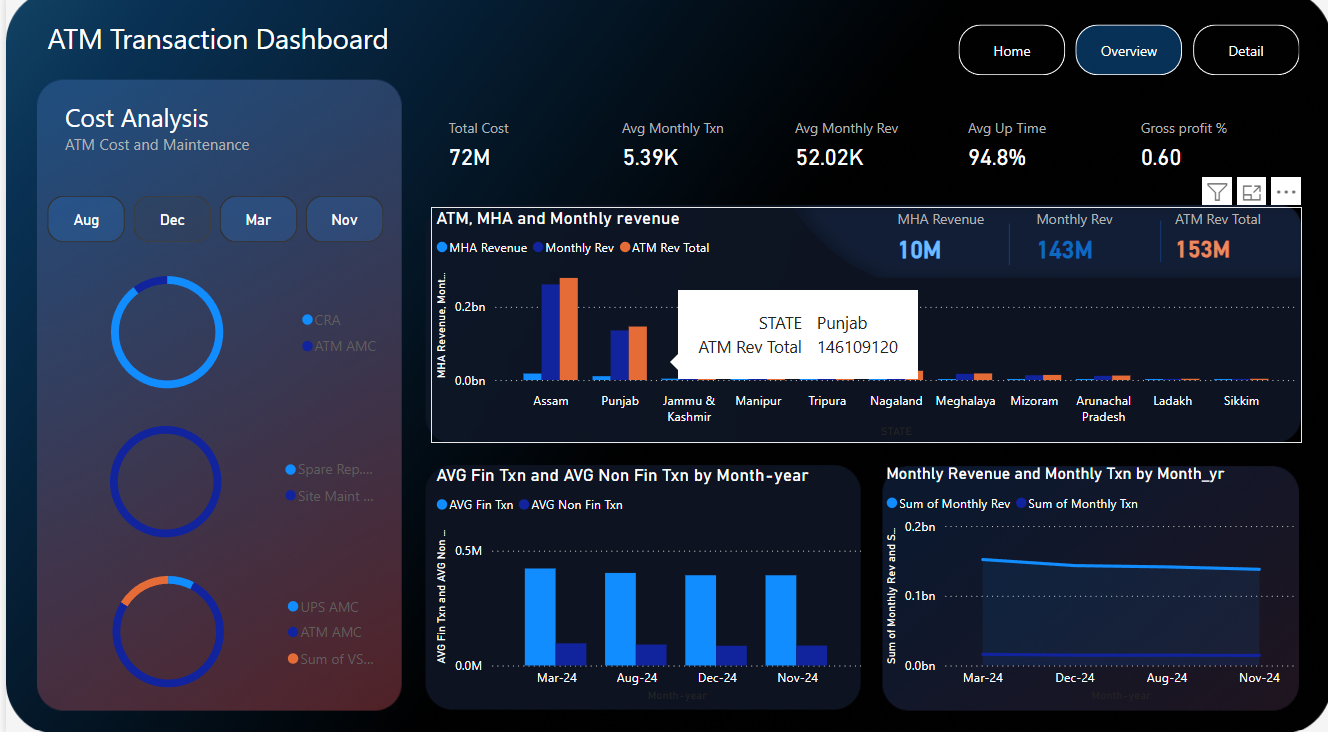 ATM Transaction Dashboard
Home
Overview
Detail
Cost Analysis
ATM Cost and Maintenance
Aug
Dec
Mar
Nov
CRA
ATM AMC
Spare Rep....
Site Maint ...
UPS AMC
ATM AMC
Sum of VS...
Total Cost
72M
Avg Monthly Txn
5.39K
Avg Monthly Rev
52.02K
Avg Up Time
94.8%
Gross profit %
0.60
ATM, MHA and Monthly revenue
MHA Revenue
Monthly Rev
ATM Rev Total
MHA Revenue
10M
Monthly Rev
143M
ATM Rev Total
153M
MHA Revenue, Mont...
0.2bn
0.0bn
STATE Punjab
ATM Rev Total 146109120
Assam
Punjab
Jammu &
Kashmir
Manipur
Tripura
Nagaland
Meghalaya
Mizoram
Arunachal
Pradesh
Ladakh
Sikkim
STATE
AVG Fin Txn and AVG Non Fin Txn by Month-year
AVG Fin Txn
AVG Non Fin Txn
AVG Fin Txn and AVG Non ...
0.5M
0.0M
Mar-24
Aug-24
Dec-24
Nov-24
Month-year
Monthly Revenue and Monthly Txn by Month_yr
Sum of Monthly Rev
Sum of Monthly Txn
Sum of Monthly Rev and S...
0.2bn
0.1bn
0.0bn
Mar-24
Dec-24
Aug-24
Nov-24
Month-year